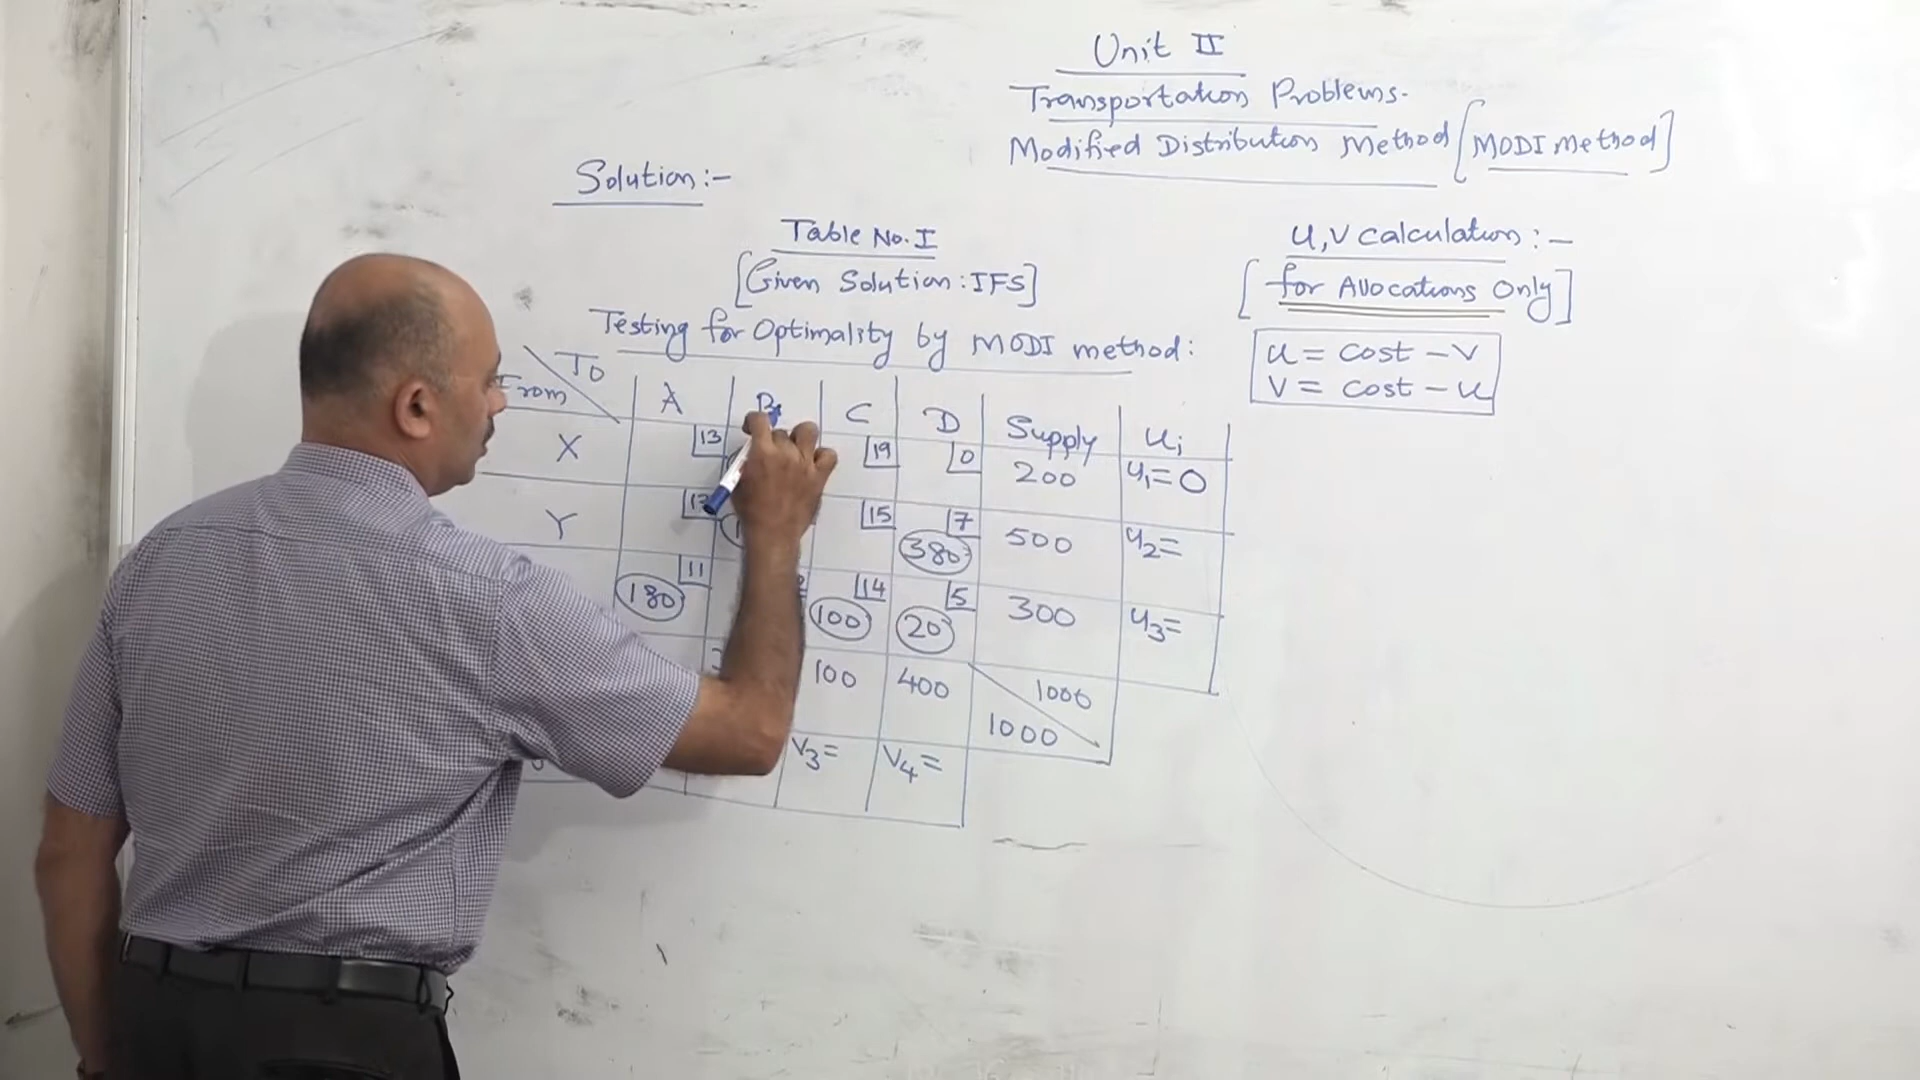 Unit II
Transportation Problems.
Modified Distribution Method [MODI method]
Solution:-
Table No. I
[Given Solution: IFS]
Testing for Optimality by MODI method:
U,V calculation:-
[for Allocations Only]
u = cost - v
v = cost - u
From To A B C D Supply ui
X 13 19 0 200 u1=0
Y 15 7 380 500 u2=
180 11 100 14 20 5 300 u3=
100 400 1000
1000
V3= V4=